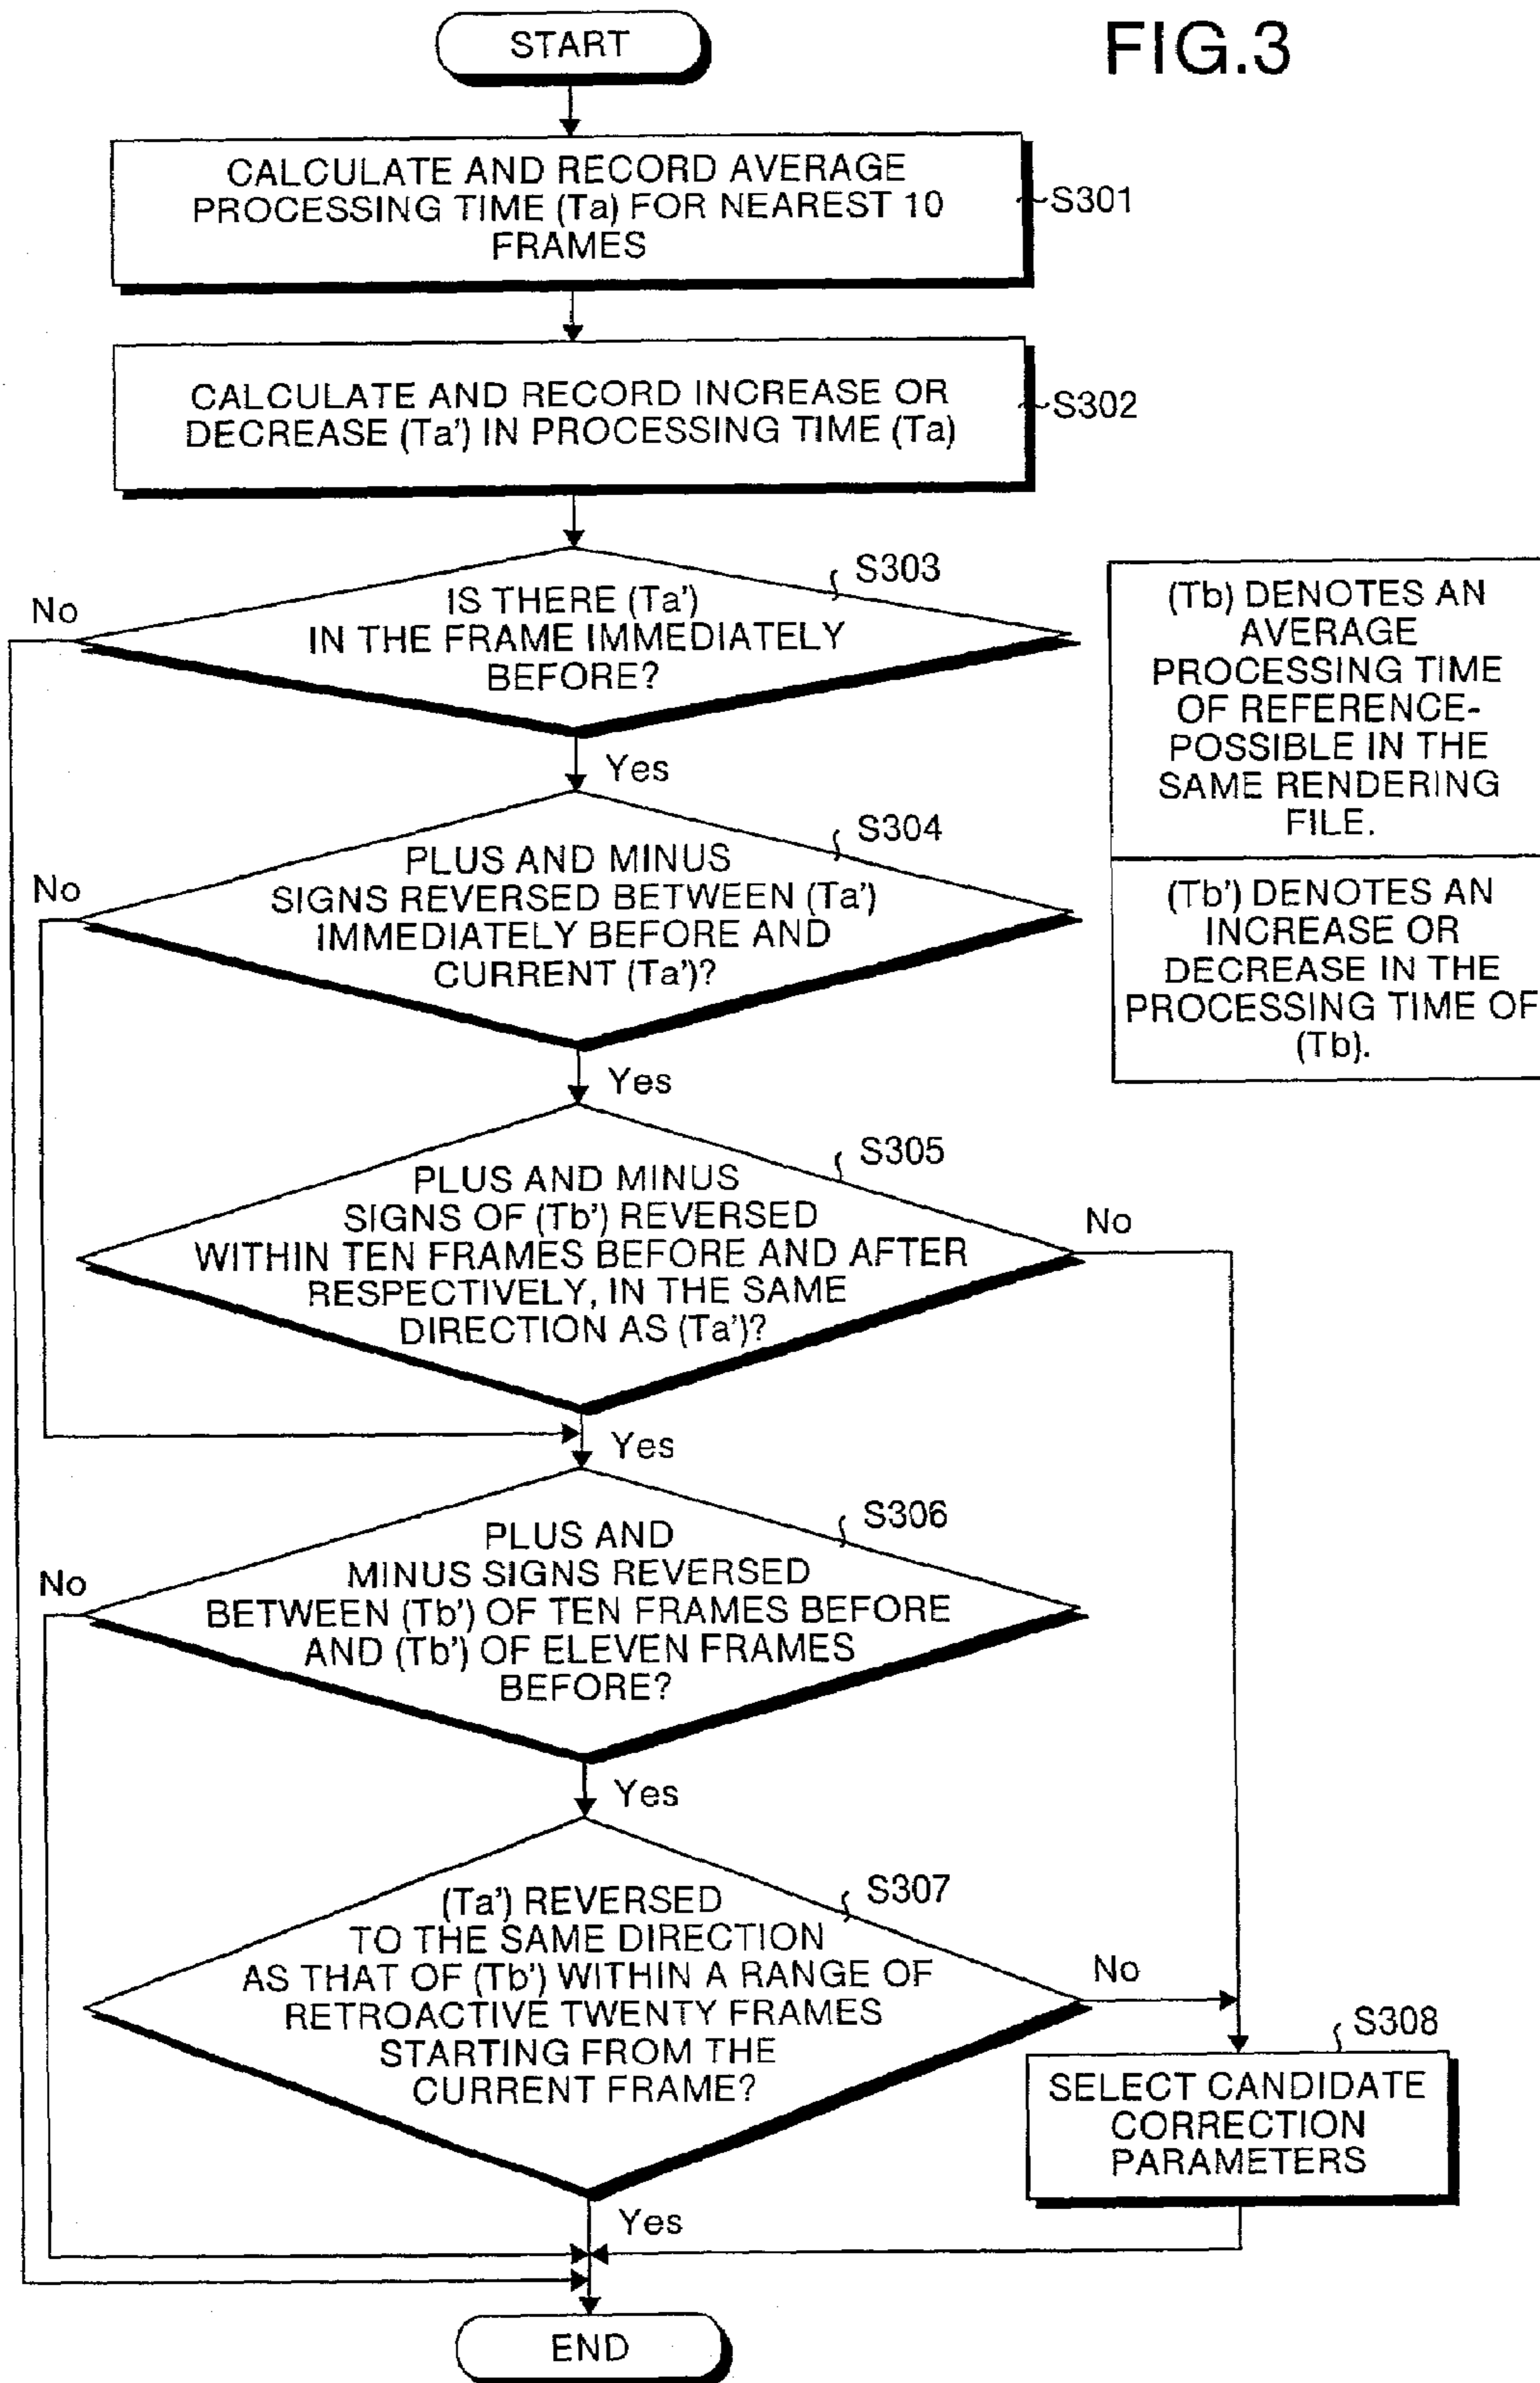 FIG.3
START
CALCULATE AND RECORD AVERAGE
PROCESSING TIME (Ta) FOR NEAREST 10
FRAMES
S301
CALCULATE AND RECORD INCREASE OR
DECREASE (Ta') IN PROCESSING TIME (Ta)
S302
S303
No
IS THERE (Ta')
IN THE FRAME IMMEDIATELY
BEFORE?
Yes
(Tb) DENOTES AN
AVERAGE
PROCESSING TIME
OF REFERENCE-
POSSIBLE IN THE
SAME RENDERING
FILE.
(Tb') DENOTES AN
INCREASE OR
DECREASE IN THE
PROCESSING TIME OF
(Tb).
S304
No
PLUS AND MINUS
SIGNS REVERSED BETWEEN (Ta')
IMMEDIATELY BEFORE AND
CURRENT (Ta')?
Yes
S305
PLUS AND MINUS
SIGNS OF (Tb') REVERSED
WITHIN TEN FRAMES BEFORE AND AFTER
RESPECTIVELY, IN THE SAME
DIRECTION AS (Ta')?
No
Yes
S306
No
PLUS AND
MINUS SIGNS REVERSED
BETWEEN (Tb') OF TEN FRAMES BEFORE
AND (Tb') OF ELEVEN FRAMES
BEFORE?
Yes
S307
(Ta') REVERSED
TO THE SAME DIRECTION
AS THAT OF (Tb') WITHIN A RANGE OF
RETROACTIVE TWENTY FRAMES
STARTING FROM THE
CURRENT FRAME?
No
Yes
S308
SELECT CANDIDATE
CORRECTION
PARAMETERS
END